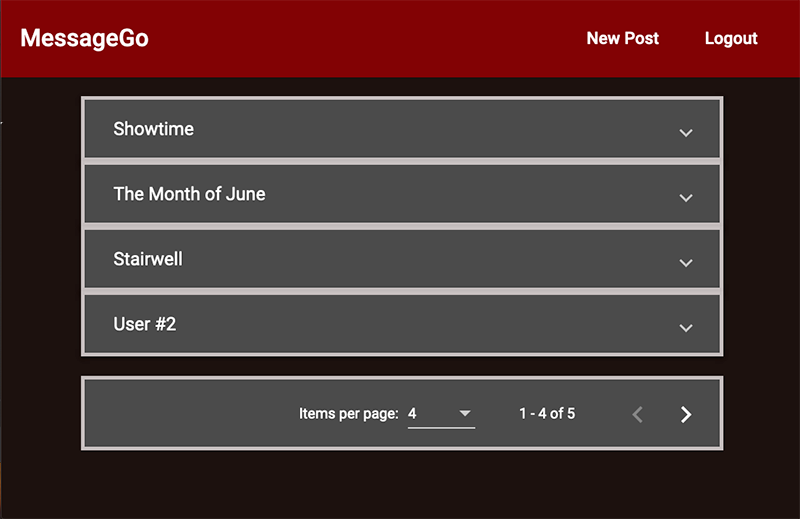 MessageGo
New Post
Logout
Showtime
The Month of June
Stairwell
User #2
Items per page: 4
1 - 4 of 5